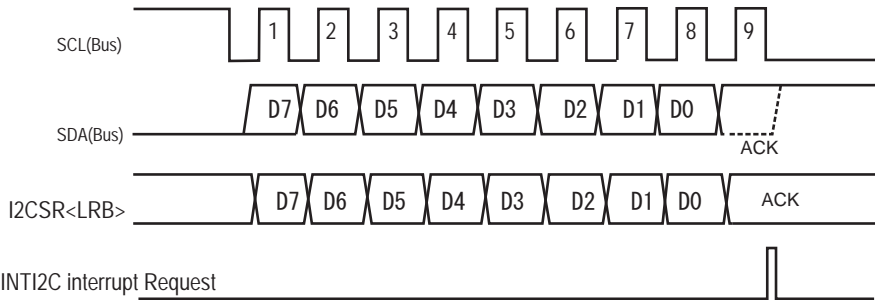 SCL(Bus) 1 2 3 4 5 6 7 8 9
SDA(Bus) D7 D6 D5 D4 D3 D2 D1 D0
ACK
I2CSR<LRB> D7 D6 D5 D4 D3 D2 D1 D0 ACK
INTI2C interrupt Request